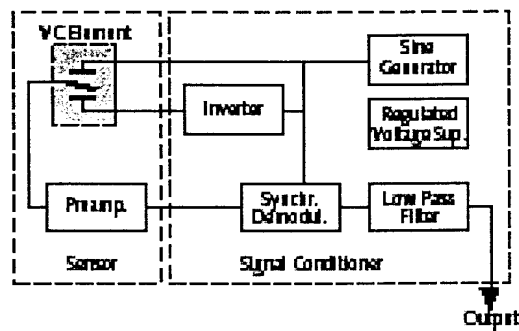 VC Element
Sine
Generator
Inverter
Regulated
Voltage Sup.
Preamp.
Synchr.
Demodul.
Low Pass
Filter
Sensor
Signal Conditioner
Output